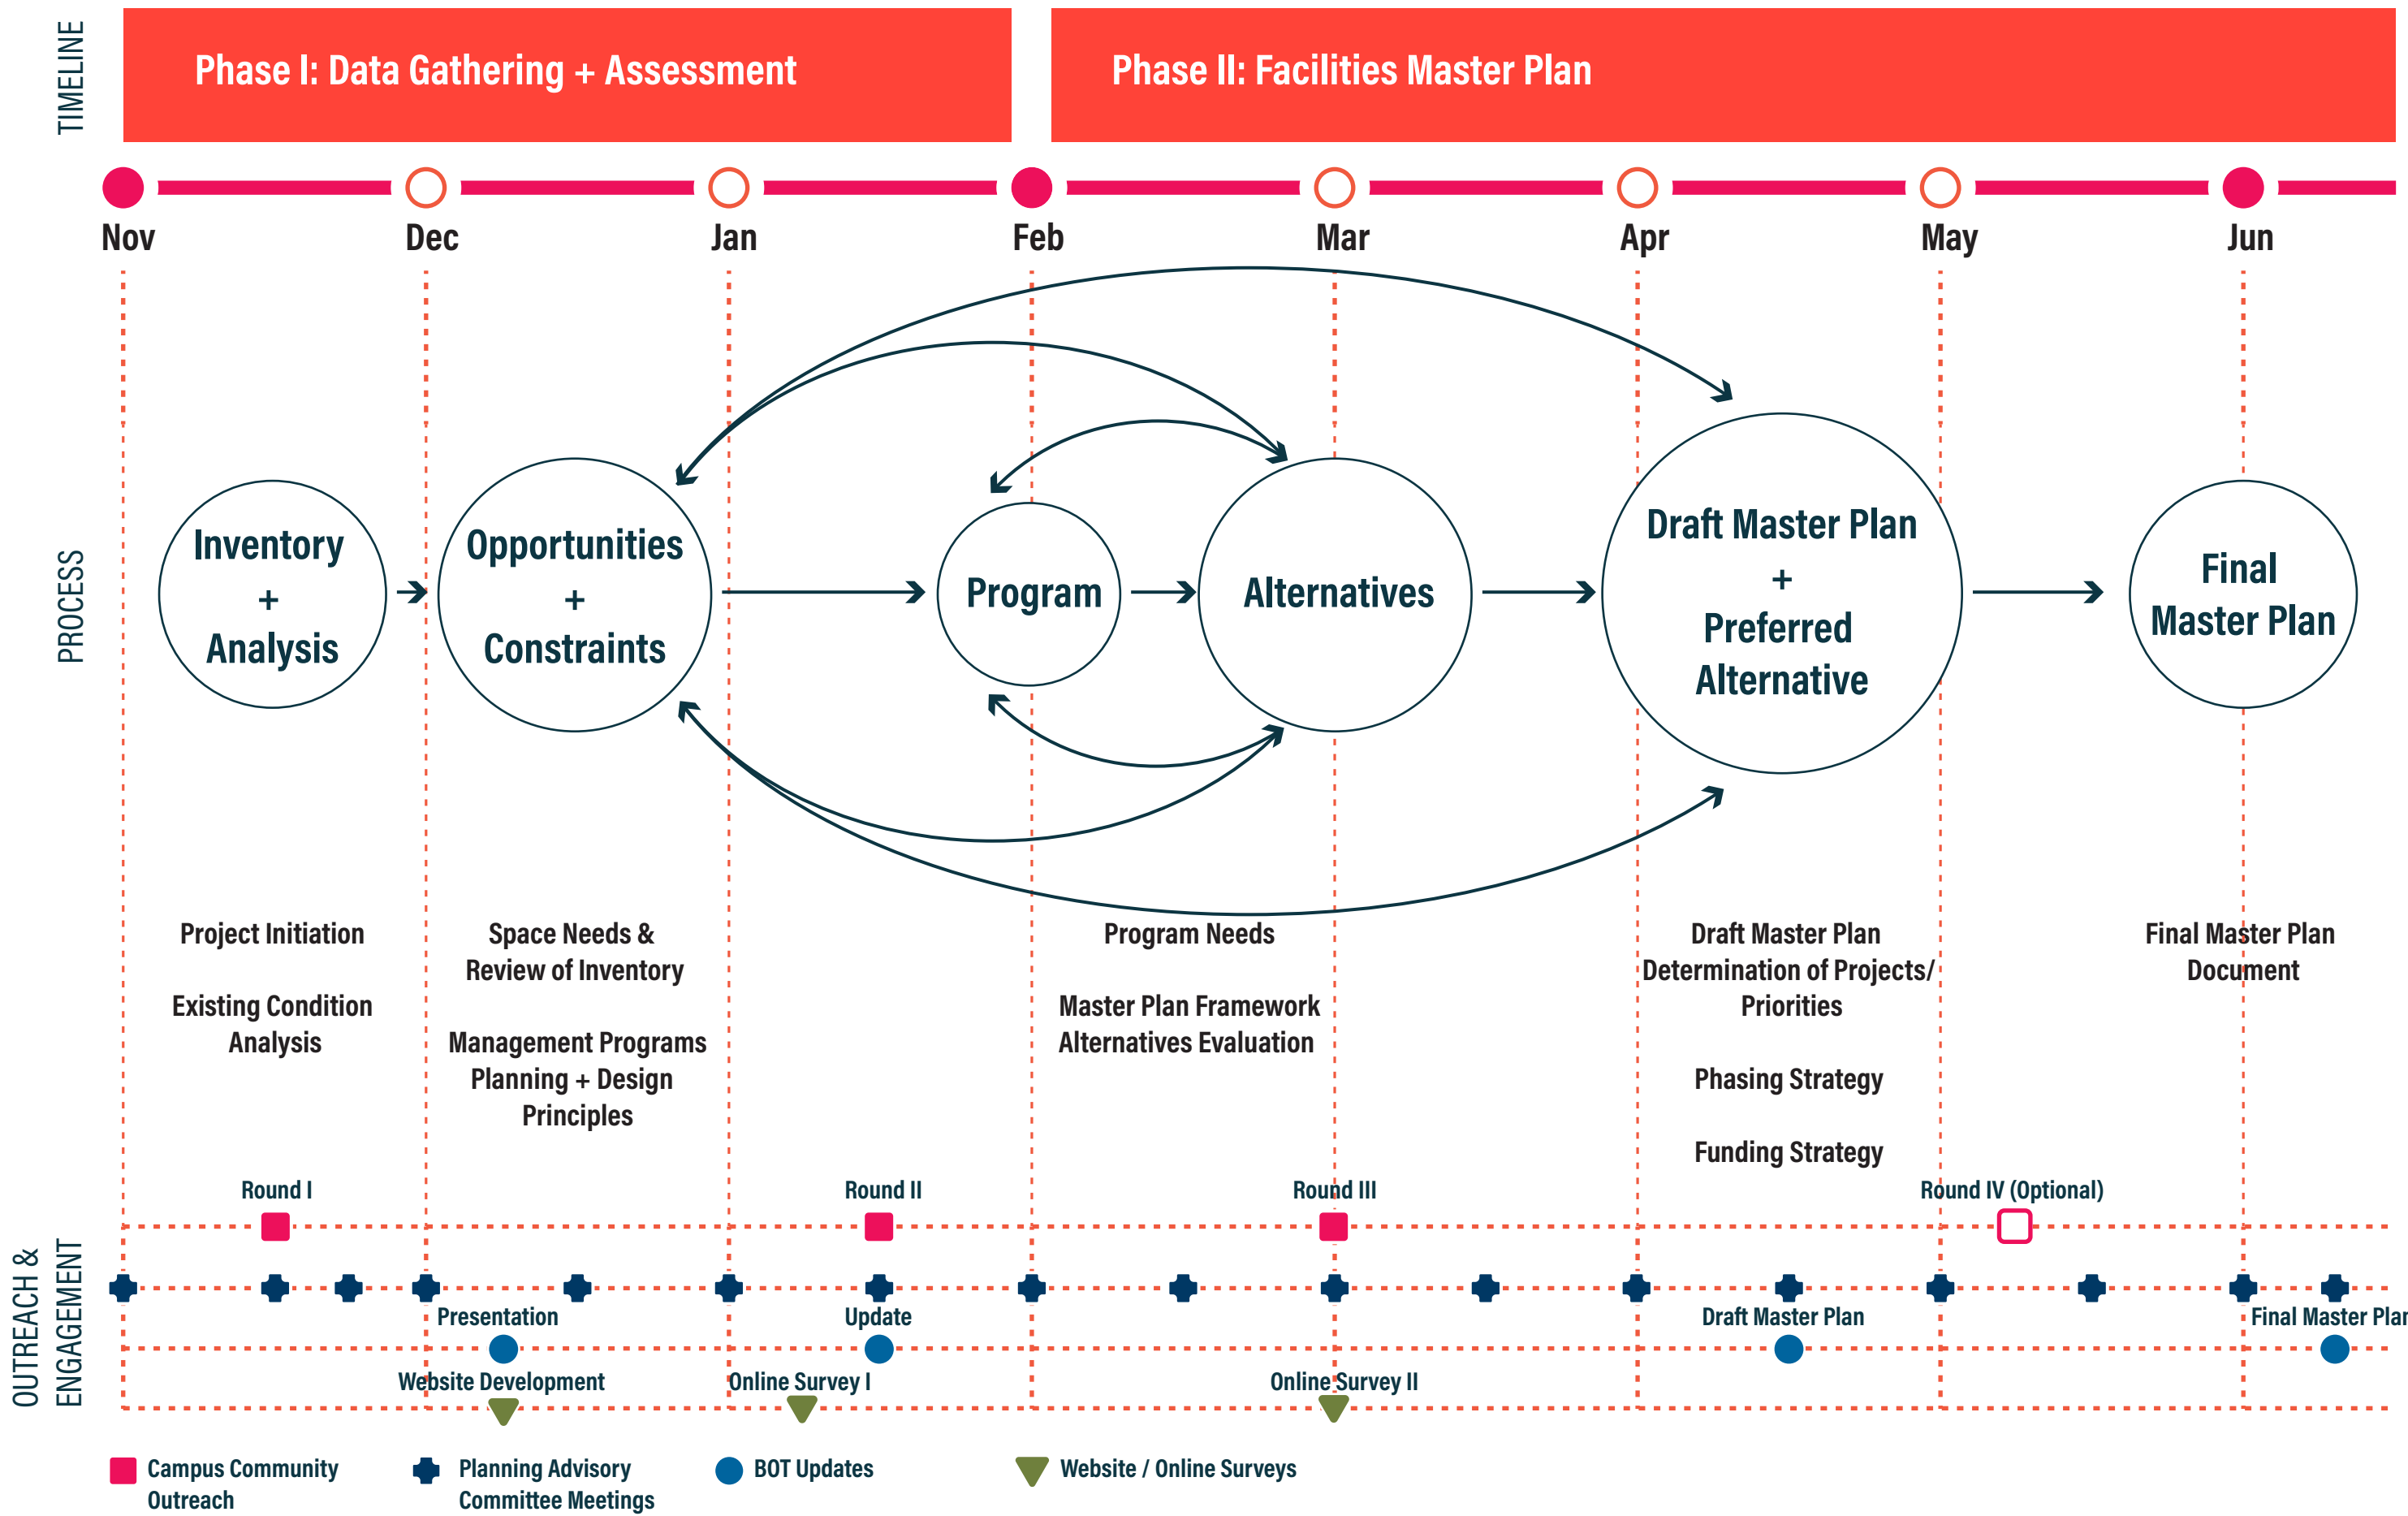 TIMELINE
Phase I: Data Gathering + Assessment
Phase II: Facilities Master Plan
Nov
Dec
Jan
Feb
Mar
Apr
May
Jun
PROCESS
Inventory
+
Analysis
Opportunities
+
Constraints
Program
Alternatives
Draft Master Plan
+
Preferred
Alternative
Final
Master Plan
Project Initiation
Existing Condition
Analysis
Space Needs &
Review of Inventory
Management Programs
Planning + Design
Principles
Program Needs
Master Plan Framework
Alternatives Evaluation
Draft Master Plan
Determination of Projects/
Priorities
Phasing Strategy
Funding Strategy
Final Master Plan
Document
OUTREACH &
ENGAGEMENT
Round I
Round II
Round III
Round IV (Optional)
Presentation
Update
Draft Master Plan
Final Master Plan
Website Development
Online Survey I
Online Survey II
Campus Community
Outreach
Planning Advisory
Committee Meetings
BOT Updates
Website / Online Surveys